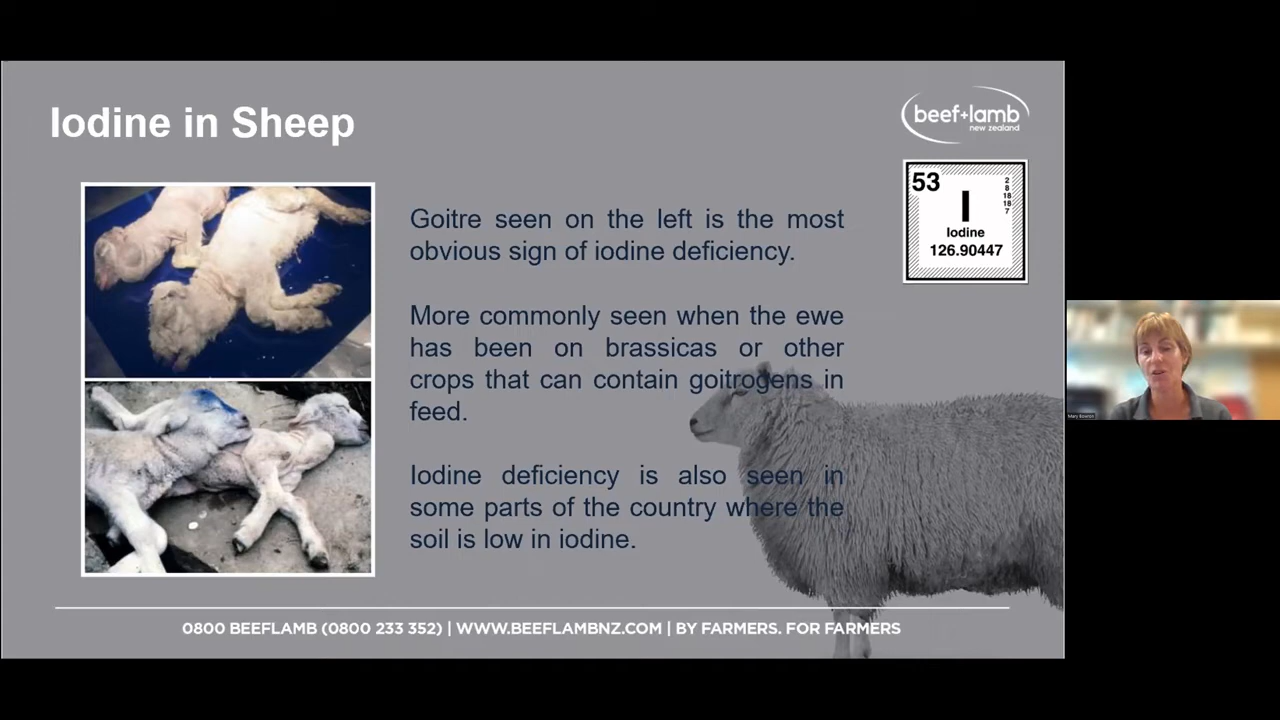 Iodine in Sheep
beef+lamb
new zealand
53
2
8
18
18
7
I
Iodine
126.90447
Goitre seen on the left is the most
obvious sign of iodine deficiency.
More commonly seen when the ewe
has been on brassicas or other
crops that can contain goitrogens in
feed.
Iodine deficiency is also seen in
some parts of the country where the
soil is low in iodine.
0800 BEEFLAMB (0800 233 352) | WWW.BEEFLAMBNZ.COM | BY FARMERS. FOR FARMERS